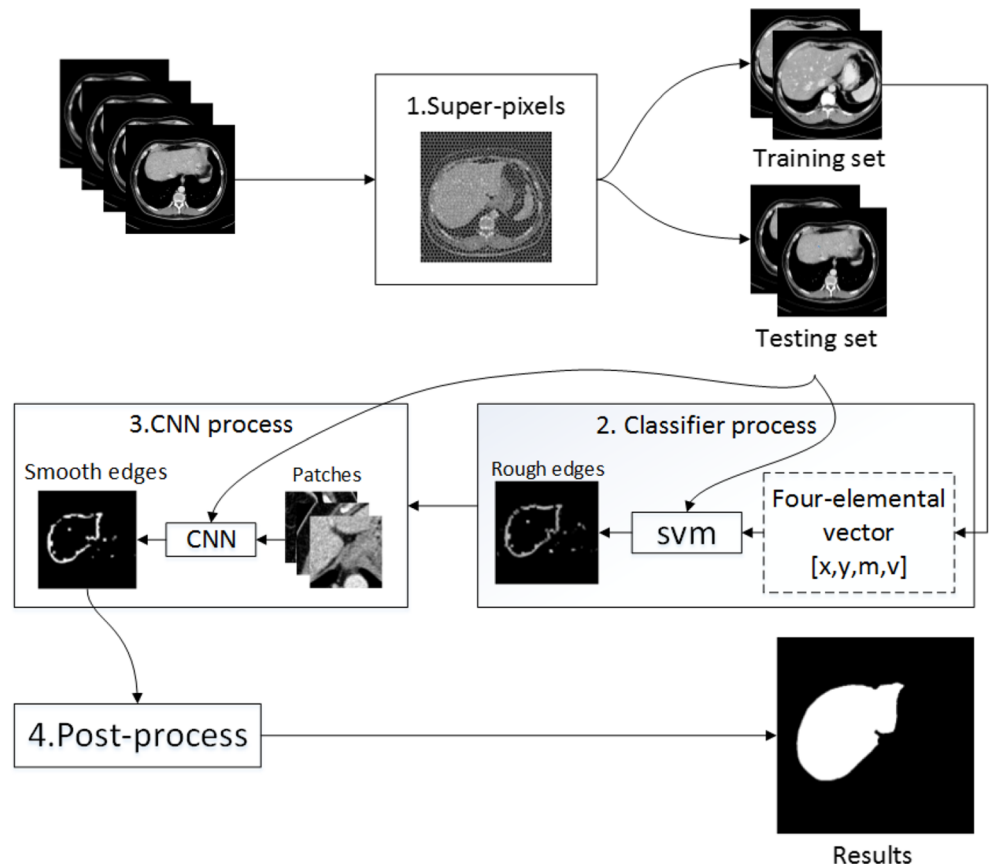 1.Super-pixels
Training set
Testing set
3.CNN process
Smooth edges
Patches
CNN
2. Classifier process
Rough edges
svm
Four-elemental
vector
[x,y,m,v]
4.Post-process
Results